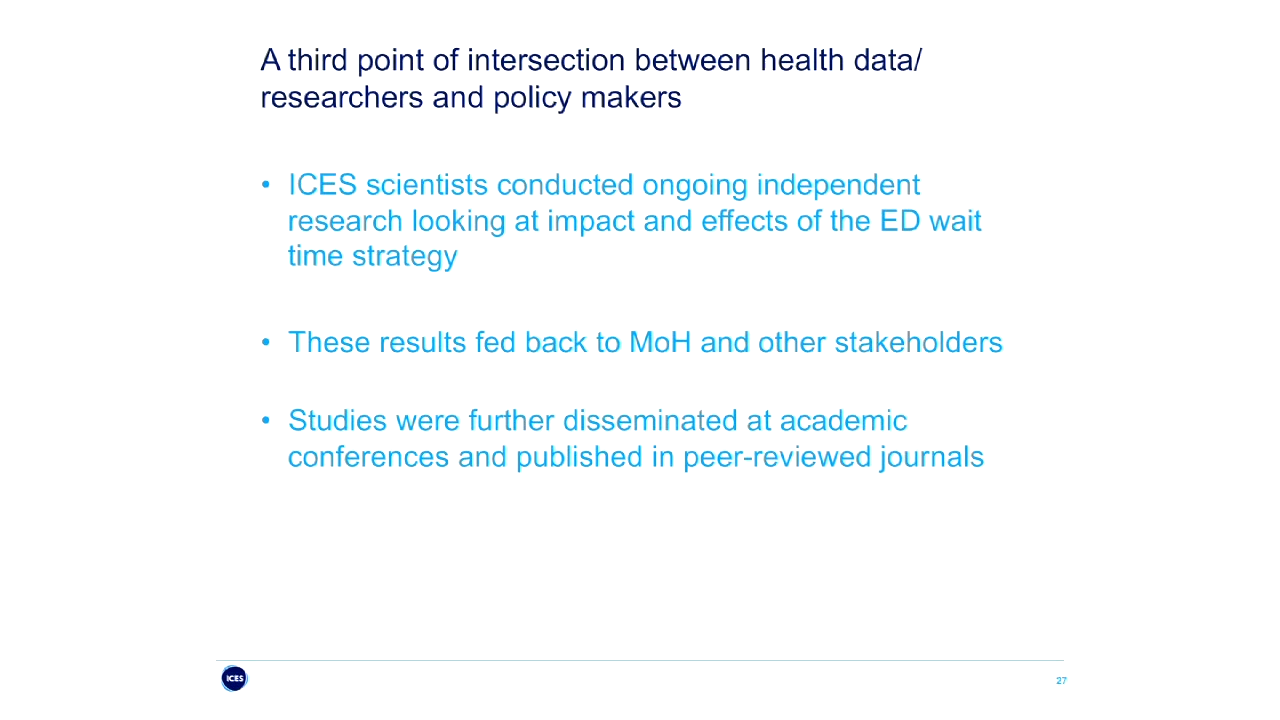 A third point of intersection between health data/
researchers and policy makers
• ICES scientists conducted ongoing independent
research looking at impact and effects of the ED wait
time strategy
• These results fed back to MoH and other stakeholders
• Studies were further disseminated at academic
conferences and published in peer-reviewed journals
ICES
27